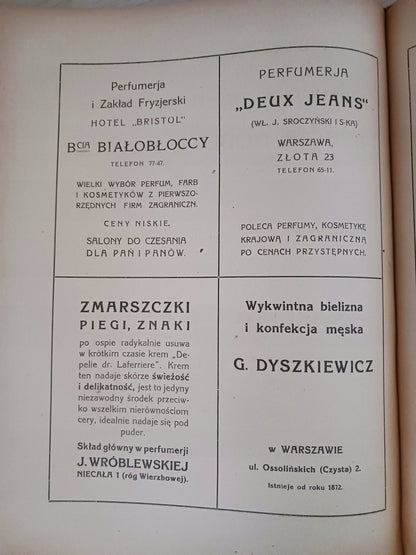 Perfumerja
i Zakład Fryzjerski
HOTEL „BRISTOL"
BCIA BIAŁOBŁOCCY
TELEFON 77-47.
WIELKI WYBÓR PERFUM, FARB
I KOSMETYKÓW Z PIERWSZO-
RZĘDNYCH FIRM ZAGRANICZN.
CENY NISKIE.
SALONY DO CZESANIA
DLA PAŃ I PANÓW.
PERFUMERJA
„DEUX JEANS"
(WŁ. J. SROCZYŃSKI I S-KA)
WARSZAWA,
ZŁOTA 23
TELEFON 65-11.
POLECA PERFUMY, KOSMETYKĘ
KRAJOWĄ I ZAGRANICZNĄ
PO CENACH PRZYSTĘPNYCH.
ZMARSZCZKI
PIEGI, ZNAKI
po ospie radykalnie usuwa
w krótkim czasie krem „De-
pelie dr. Laferriere". Krem
ten nadaje skórze świeżość
i delikatność, jest to jedyny
niezawodny środek przeciw-
ko wszelkim nierównościom
cery, idealnie nadaje się pod
puder.
Skład główny w perfumerji
J. WRÓBLEWSKIEJ
NIECAŁA 1 (róg Wierzbowej).
Wykwintna bielizna
i konfekcja męska
G. DYSZKIEWICZ
w WARSZAWIE
ul. Ossolińskich (Czysta) 2.
Istnieje od roku 1872.